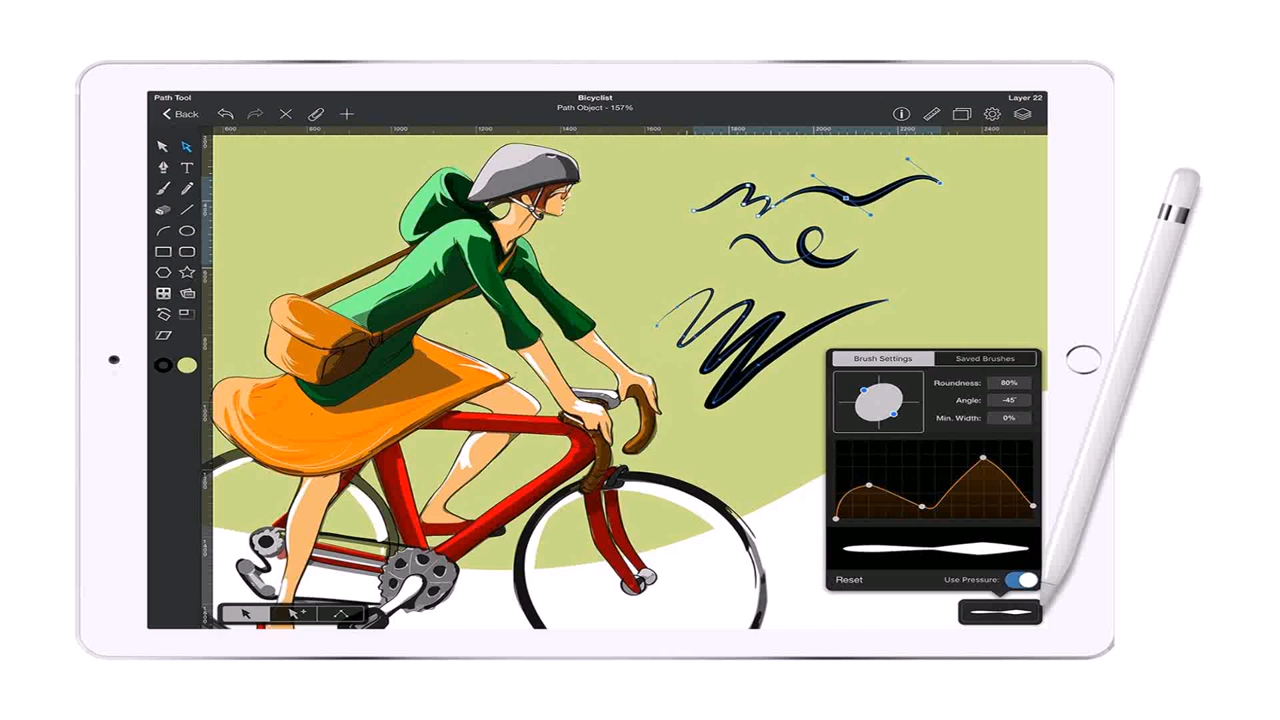 Path Tool
Bicyclist
Layer 22
Back
Path Object - 157%
600 800 1000 1200 1400 1600 1800 2000 2200 2400
T
Brush Settings
Saved Brushes
Roundness: 80%
Angle: -45°
Min. Width: 0%
Reset
Use Pressure: